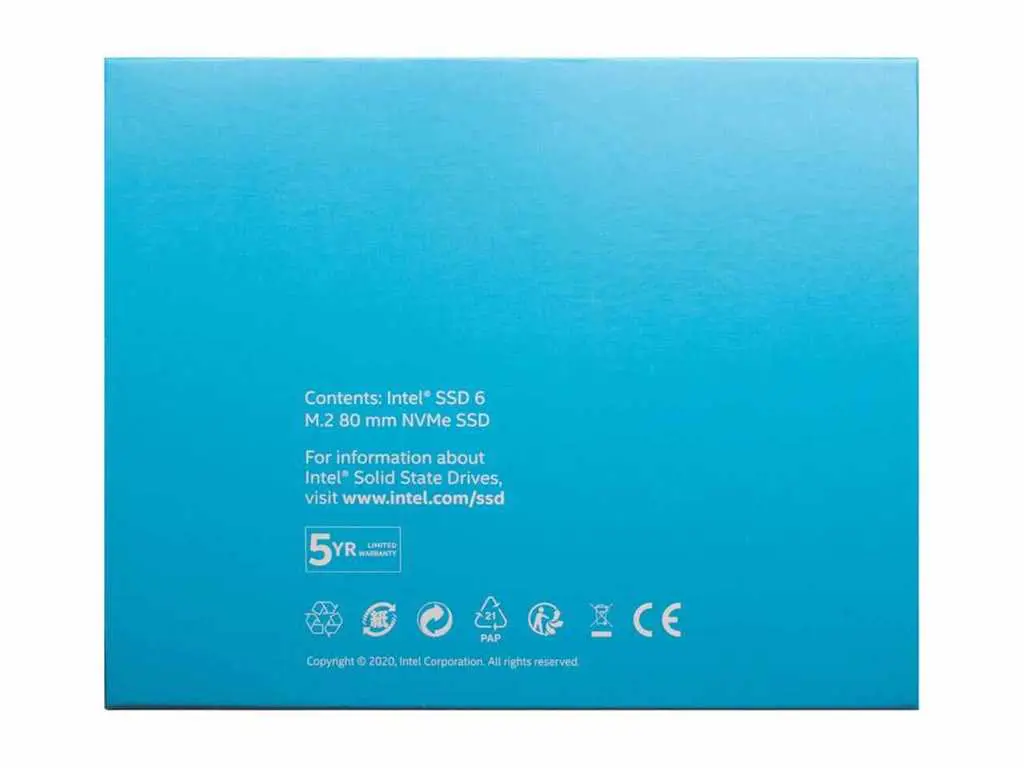 Contents: Intel® SSD 6
M.2 80 mm NVMe SSD
For information about
Intel® Solid State Drives,
visit www.intel.com/ssd
5YR LIMITED
WARRANTY
紙
21
PAP
CE
Copyright © 2020, Intel Corporation. All rights reserved.